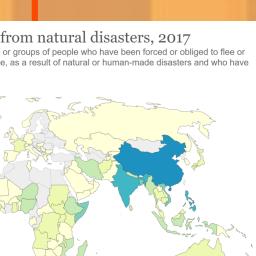 from natural disasters, 2017
or groups of people who have been forced or obliged to flee or
e, as a result of natural or human-made disasters and who have